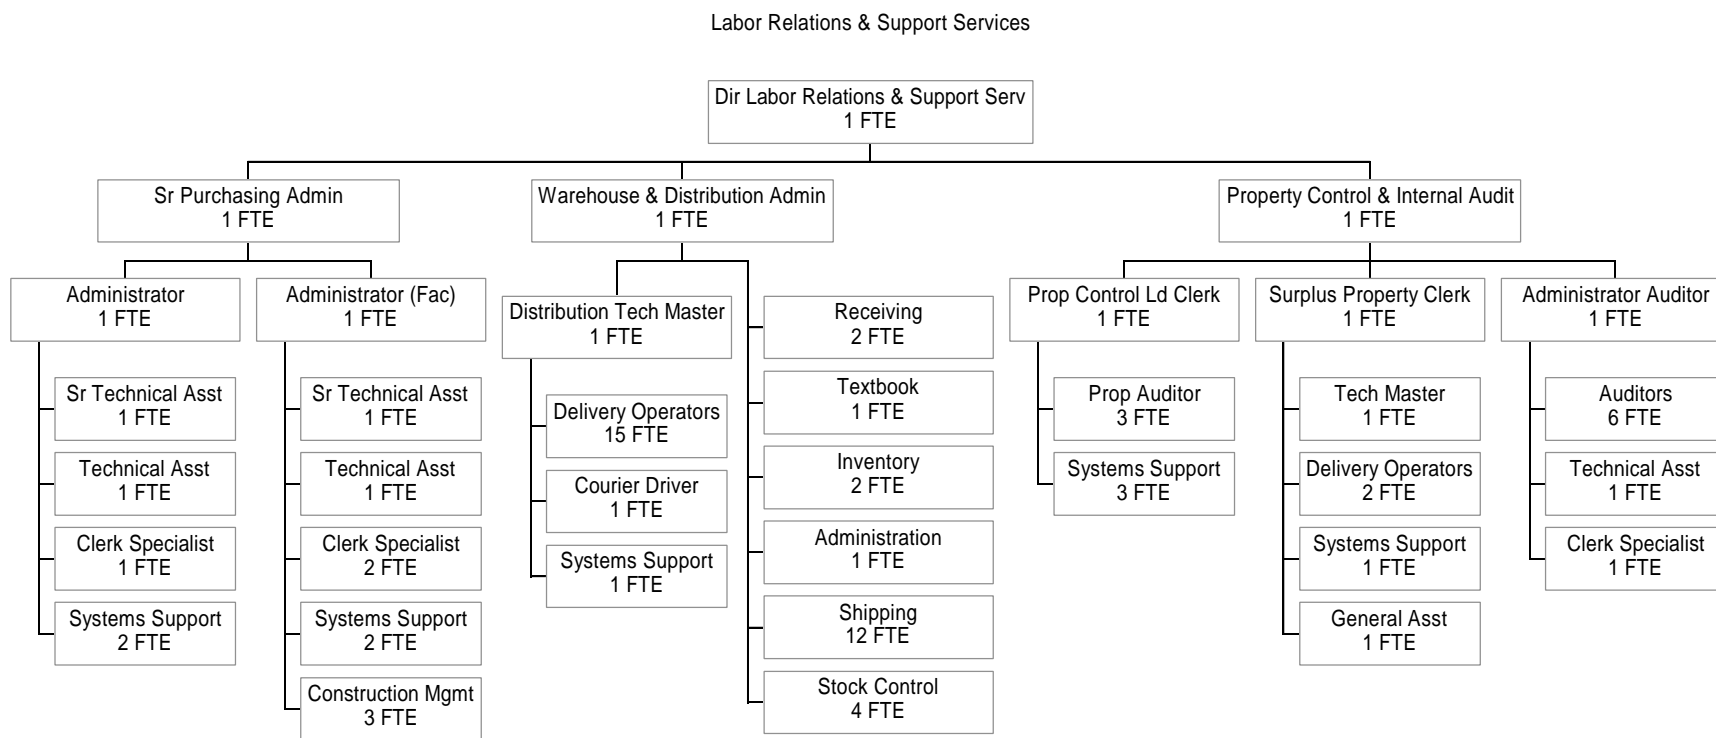 Labor Relations & Support Services
Dir Labor Relations & Support Serv
1 FTE
Sr Purchasing Admin
1 FTE
Warehouse & Distribution Admin
1 FTE
Property Control & Internal Audit
1 FTE
Administrator
1 FTE
Sr Technical Asst
1 FTE
Technical Asst
1 FTE
Clerk Specialist
1 FTE
Systems Support
2 FTE
Administrator (Fac)
1 FTE
Sr Technical Asst
1 FTE
Technical Asst
1 FTE
Clerk Specialist
2 FTE
Systems Support
2 FTE
Construction Mgmt
3 FTE
Distribution Tech Master
1 FTE
Delivery Operators
15 FTE
Courier Driver
1 FTE
Systems Support
1 FTE
Receiving
2 FTE
Textbook
1 FTE
Inventory
2 FTE
Administration
1 FTE
Shipping
12 FTE
Stock Control
4 FTE
Prop Control Ld Clerk
1 FTE
Prop Auditor
3 FTE
Systems Support
3 FTE
Surplus Property Clerk
1 FTE
Tech Master
1 FTE
Delivery Operators
2 FTE
Systems Support
1 FTE
General Asst
1 FTE
Administrator Auditor
1 FTE
Auditors
6 FTE
Technical Asst
1 FTE
Clerk Specialist
1 FTE